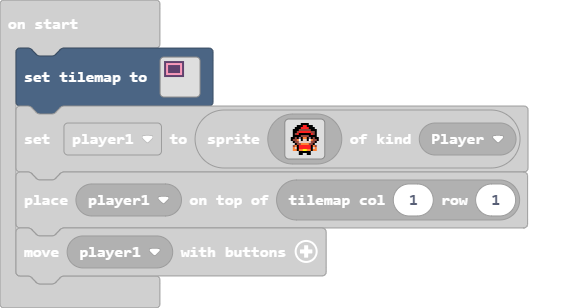 on start
set tilemap to
set player1 to sprite of kind Player
place player1 on top of tilemap col 1 row 1
move player1 with buttons